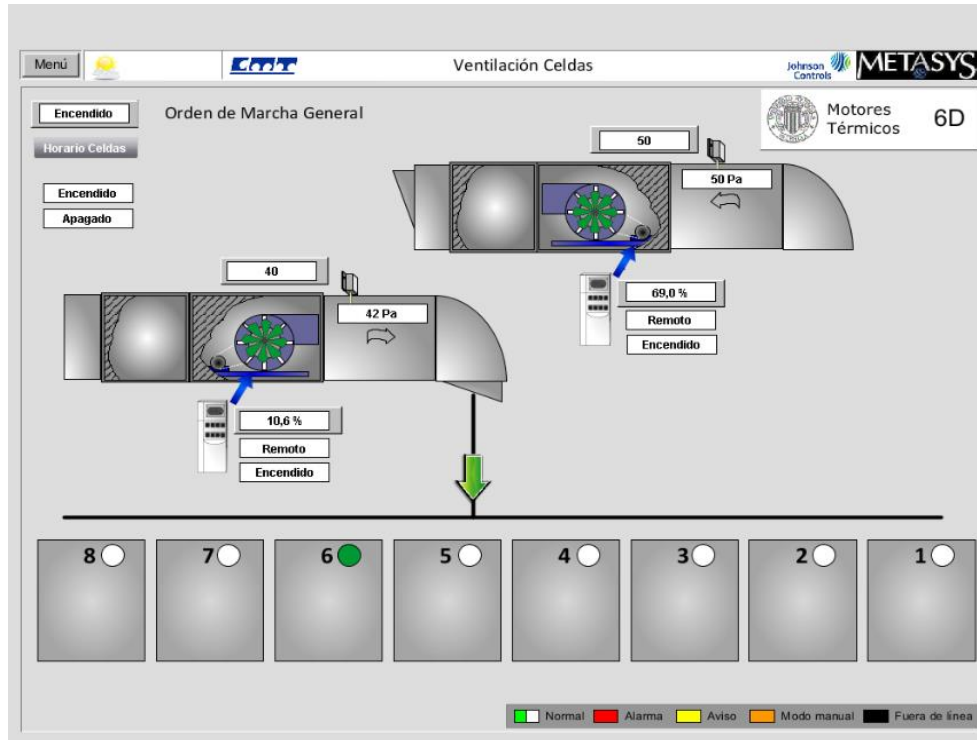 Menú
CMT
Ventilación Celdas
Johnson Controls
METASYS
Encendido
Orden de Marcha General
Motores Térmicos
6D
Horario Celdas
50
50 Pa
Encendido
Apagado
40
42 Pa
69,0 %
Remoto
Encendido
10,6 %
Remoto
Encendido
8 7 6 5 4 3 2 1
Normal Alarma Aviso Modo manual Fuera de línea